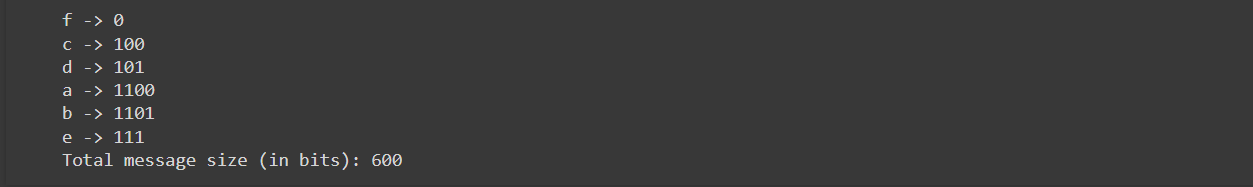 f -> 0
c -> 100
d -> 101
a -> 1100
b -> 1101
e -> 111
Total message size (in bits): 600